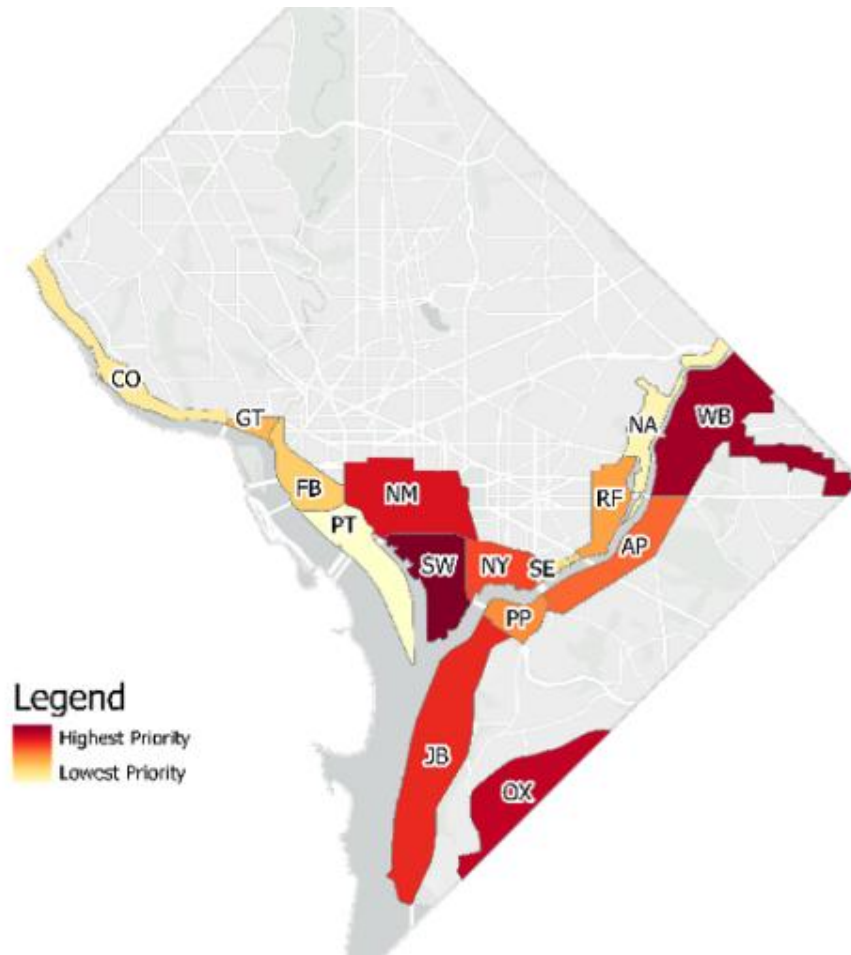 CO
GT
NA
WB
FB
NM
RF
PT
AP
SW
NY
SE
PP
Legend
Highest Priority
Lowest Priority
JB
OX